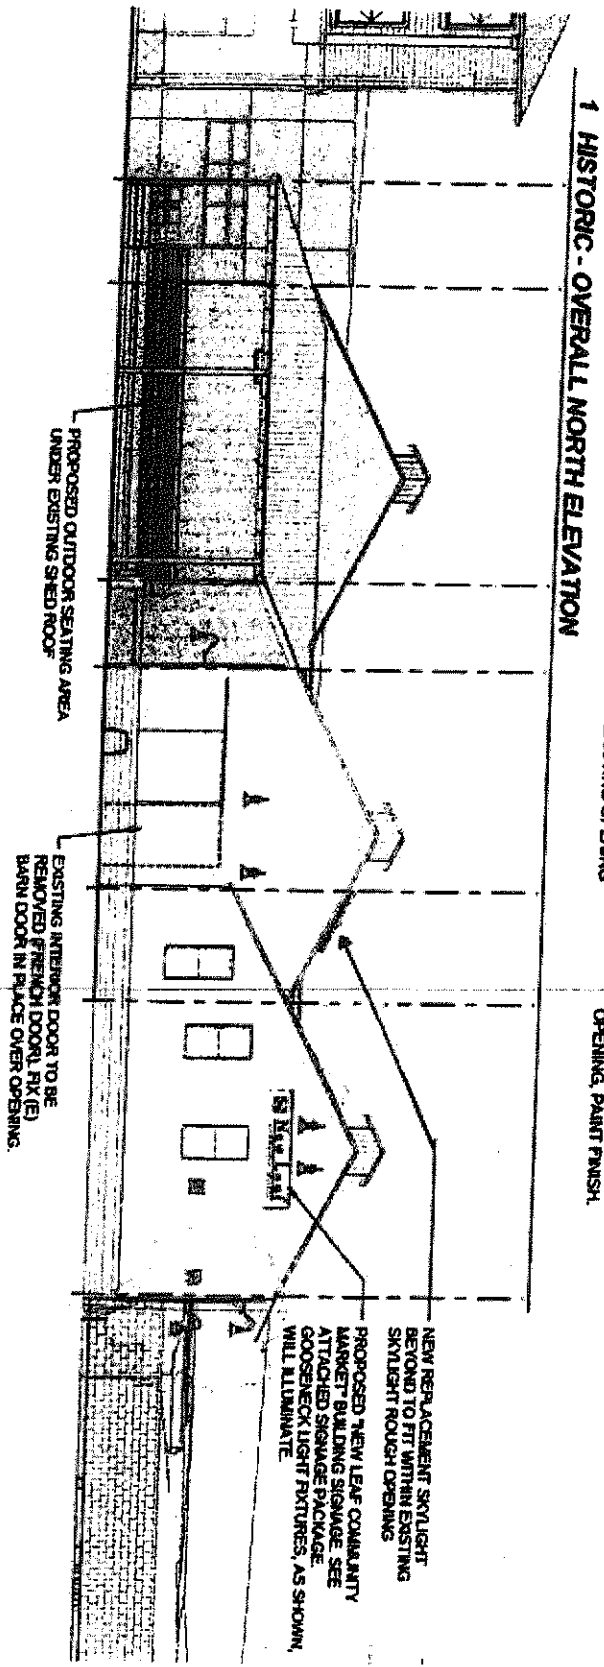 1 HISTORIC - OVERALL NORTH ELEVATION
OPENING, PAINT FINISH.
NEW REPLACEMENT SKYLIGHT
BEYOND TO FIT WITHIN EXISTING
SKYLIGHT ROUGH OPENING
PROPOSED "NEW LEAF COMMUNITY
MARKET" BUILDING SIGNAGE. SEE
ATTACHED SIGNAGE PACKAGE.
GOOSENECK LIGHT FIXTURES, AS SHOWN,
WILL ILLUMINATE
New Leaf
PROPOSED OUTDOOR SEATING AREA
UNDER EXISTING SHED ROOF
EXISTING INTERIOR DOOR TO BE
REMOVED (FRENCH DOOR). FIX (E)
BARN DOOR IN PLACE OVER OPENING.